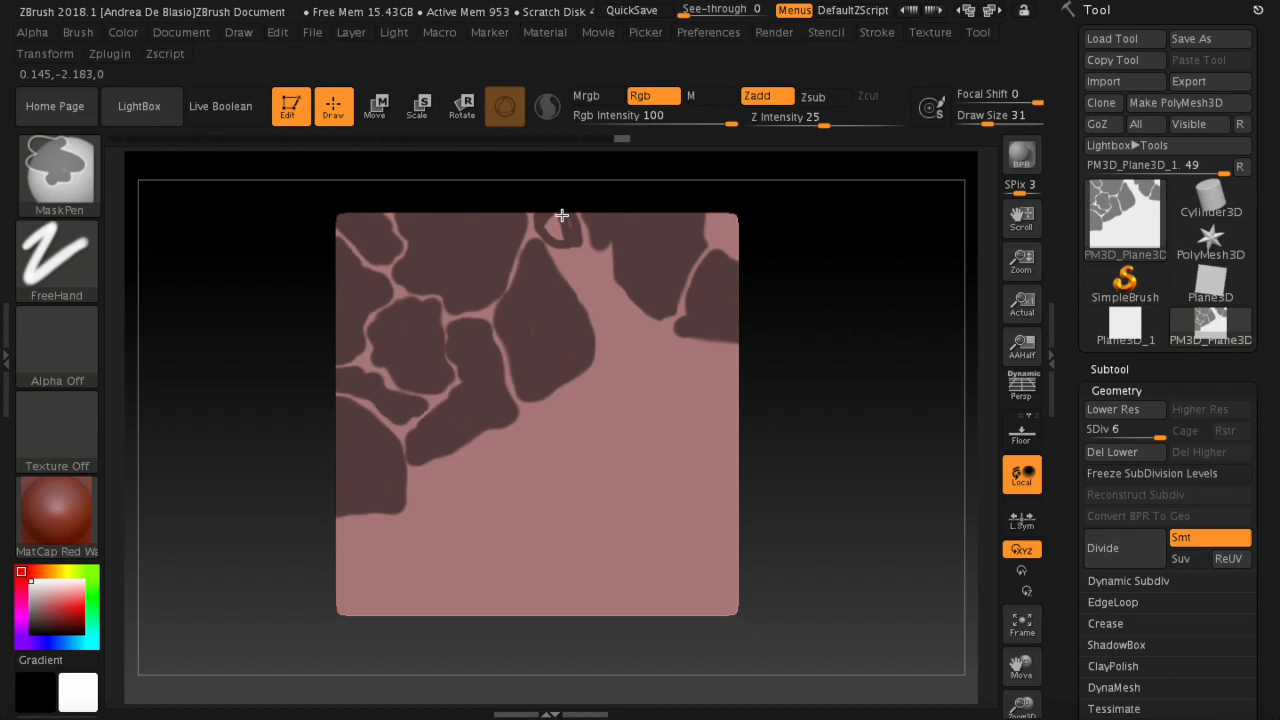 ZBrush 2018.1 [Andrea De Blasio]ZBrush Document • Free Mem 15.43GB • Active Mem 953 • Scratch Disk 4 QuickSave See-through 0 Menus DefaultZScript
Alpha Brush Color Document Draw Edit File Layer Light Macro Marker Material Movie Picker Preferences Render Stencil Stroke Texture Tool
Transform Zplugin Zscript
0.145,-2.183,0
Home Page LightBox Live Boolean Edit Draw Move Scale Rotate
Mrgb Rgb M Zadd Zsub Zcut
Rgb Intensity 100 Z Intensity 25
Focal Shift 0
Draw Size 31
S
MaskPen
FreeHand
Alpha Off
Texture Off
MatCap Red Wa
Gradient
BPR
SPix 3
Scroll
Zoom
Actual
AAHalf
Dynamic
Persp
Floor
Local
L.Sym
XYZ
Y
Z
Frame
Move
Zoom3D
Tool
Load Tool Save As
Copy Tool Paste Tool
Import Export
Clone Make PolyMesh3D
GoZ All Visible R
Lightbox▶Tools
PM3D_Plane3D_1. 49 R
PM3D_Plane3D Cylinder3D
PolyMesh3D
SimpleBrush Plane3D
Plane3D_1 PM3D_Plane3D
Subtool
Geometry
Lower Res Higher Res
SDiv 6 Cage Rstr
Del Lower Del Higher
Freeze SubDivision Levels
Reconstruct Subdiv
Convert BPR To Geo
Divide Smt
Suv ReUV
Dynamic Subdiv
EdgeLoop
Crease
ShadowBox
ClayPolish
DynaMesh
Tessimate